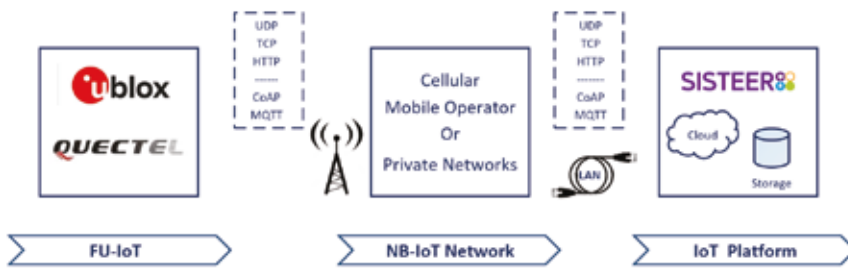 ublox
QUECTEL
UDP
TCP
HTTP
------
CoAP
MQTT
Cellular
Mobile Operator
Or
Private Networks
UDP
TCP
HTTP
------
CoAP
MQTT
LAN
SISTEER
Cloud
Storage
FU-IoT
NB-IoT Network
IoT Platform